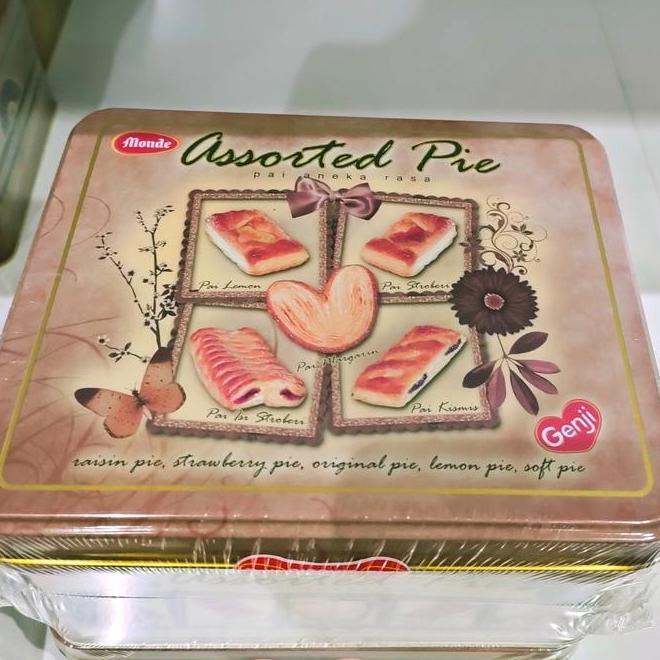 Monde
Assorted Pie
pai aneka rasa
Pai Lemon
Pai Stroberi
Pai Margarin
Pai Isi Stroberi
Pai Kismis
Genji
raisin pie, strawberry pie, original pie, lemon pie, soft pie